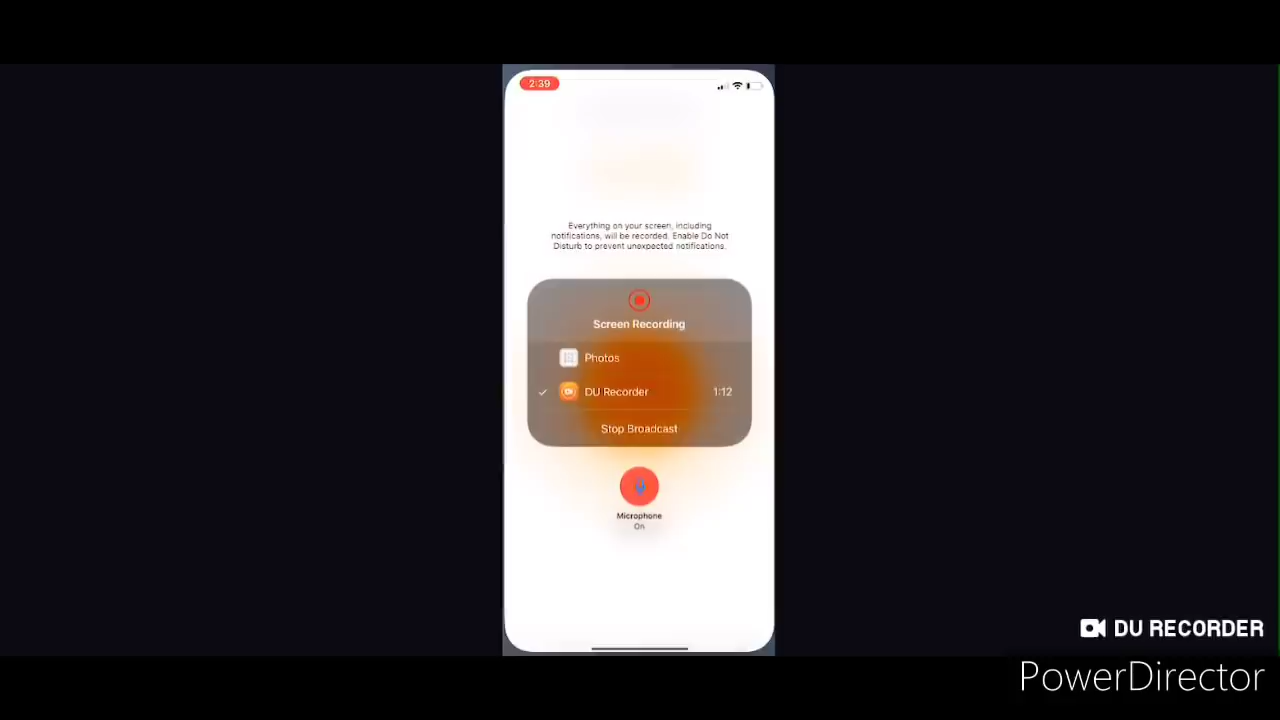 2:39
Everything on your screen, including
notifications, will be recorded. Enable Do Not
Disturb to prevent unexpected notifications.
Screen Recording
Photos
DU Recorder 1:12
Stop Broadcast
Microphone
On
DU RECORDER
PowerDirector